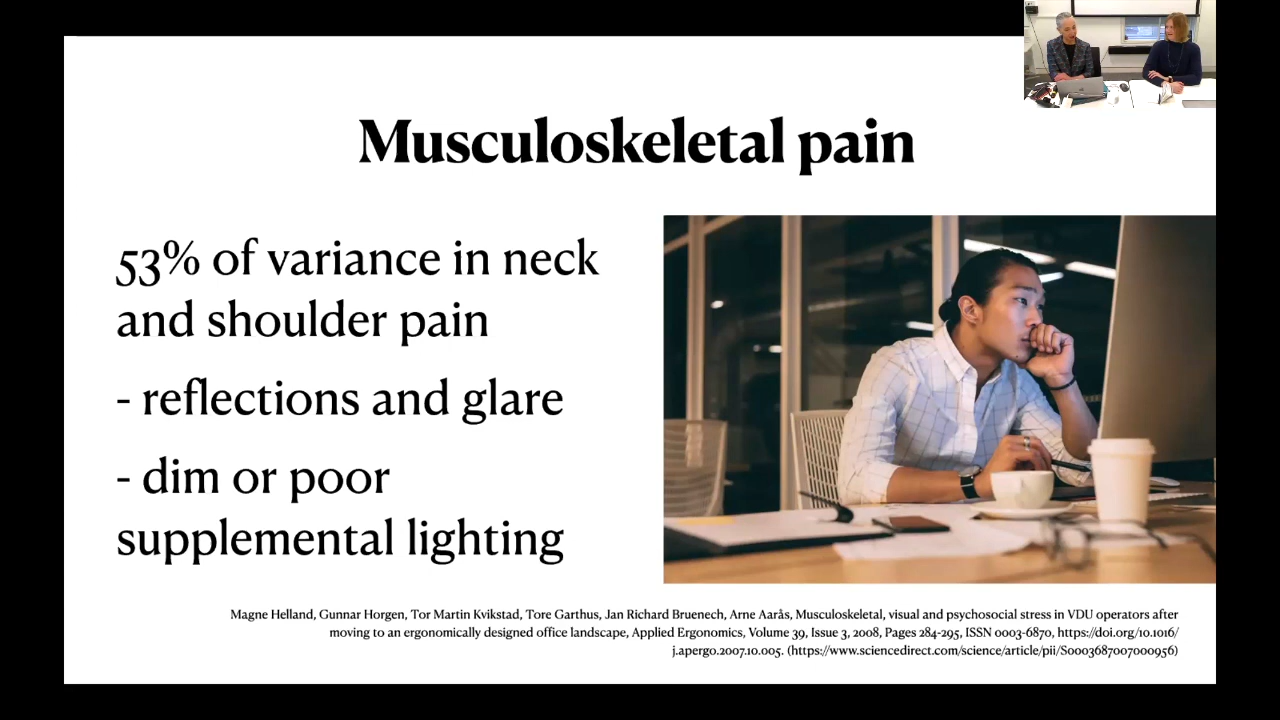 Musculoskeletal pain
53% of variance in neck
and shoulder pain
- reflections and glare
- dim or poor
supplemental lighting
Magne Helland, Gunnar Horgen, Tor Martin Kvikstad, Tore Garthus, Jan Richard Bruenech, Arne Aarås, Musculoskeletal, visual and psychosocial stress in VDU operators after
moving to an ergonomically designed office landscape, Applied Ergonomics, Volume 39, Issue 3, 2008, Pages 284-295, ISSN 0003-6870, https://doi.org/10.1016/
j.apergo.2007.10.005. (https://www.sciencedirect.com/science/article/pii/S0003687007000956)